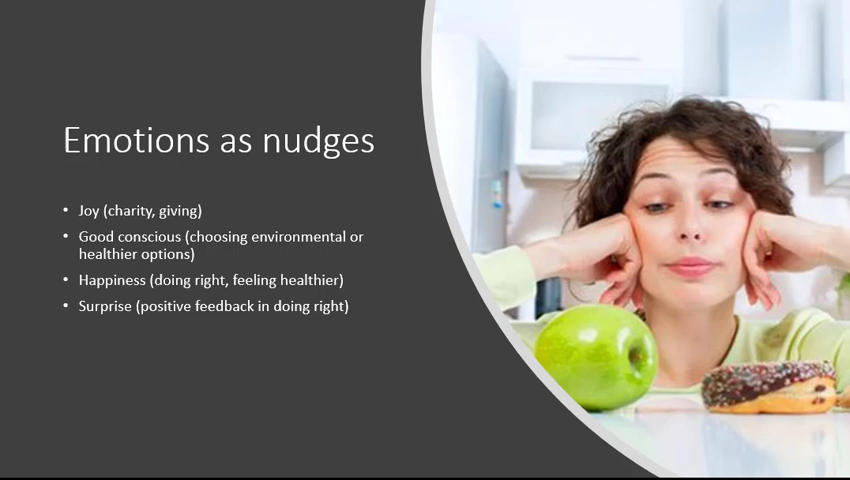 Emotions as nudges
• Joy (charity, giving)
• Good conscious (choosing environmental or
healthier options)
• Happiness (doing right, feeling healthier)
• Surprise (positive feedback in doing right)